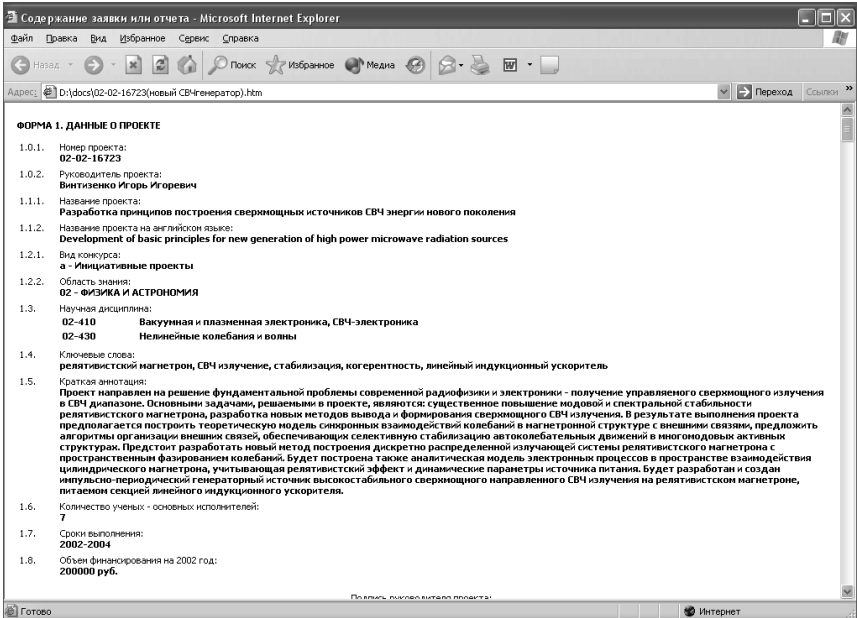 Содержание заявки или отчета - Microsoft Internet Explorer
Файл Правка Вид Избранное Сервис Справка
Назад Поиск Избранное Медиа
Адрес: D:\docs\02-02-16723(новый СВЧгенератор).htm Переход Ссылки »
ФОРМА 1. ДАННЫЕ О ПРОЕКТЕ
1.0.1. Номер проекта:
02-02-16723
1.0.2. Руководитель проекта:
Винтизенко Игорь Игоревич
1.1.1. Название проекта:
Разработка принципов построения сверхмощных источников СВЧ энергии нового поколения
1.1.2. Название проекта на английском языке:
Development of basic principles for new generation of high power microwave radiation sources
1.2.1. Вид конкурса:
а - Инициативные проекты
1.2.2. Область знания:
02 - ФИЗИКА И АСТРОНОМИЯ
1.3. Научная дисциплина:
02-410 Вакуумная и плазменная электроника, СВЧ-электроника
02-430 Нелинейные колебания и волны
1.4. Ключевые слова:
релятивистский магнетрон, СВЧ излучение, стабилизация, когерентность, линейный индукционный ускоритель
1.5. Краткая аннотация:
Проект направлен на решение фундаментальной проблемы современной радиофизики и электроники - получение управляемого сверхмощного излучения
в СВЧ диапазоне. Основными задачами, решаемыми в проекте, являются: существенное повышение модовой и спектральной стабильности
релятивистского магнетрона, разработка новых методов вывода и формирования сверхмощного СВЧ излучения. В результате выполнения проекта
предполагается построить теоретическую модель синхронных взаимодействий колебаний в магнетронной структуре с внешними связями, предложить
алгоритмы организации внешних связей, обеспечивающих селективную стабилизацию автоколебательных движений в многомодовых активных
структурах. Предстоит разработать новый метод построения дискретно распределенной излучающей системы релятивистского магнетрона с
пространственным фазированием колебаний. Будет построена также аналитическая модель электронных процессов в пространстве взаимодействия
цилиндрического магнетрона, учитывающая релятивистский эффект и динамические параметры источника питания. Будет разработан и создан
импульсно-периодический генераторный источник высокостабильного сверхмощного направленного СВЧ излучения на релятивистском магнетроне,
питаемом секцией линейного индукционного ускорителя.
1.6. Количество ученых - основных исполнителей:
7
1.7. Сроки выполнения:
2002-2004
1.8. Объем финансирования на 2002 год:
200000 руб.
Подпись руководителя проекта:
Готово Интернет